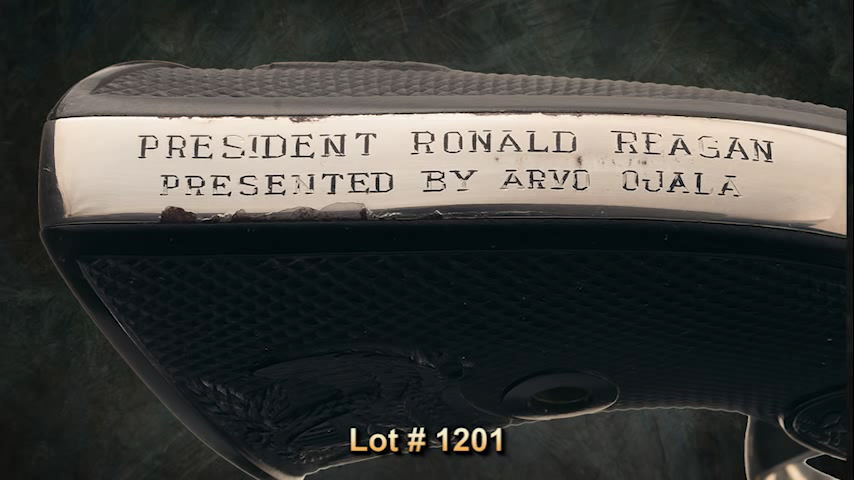 PRESIDENT RONALD REAGAN
PRESENTED BY ARVO OJALA
Lot # 1201